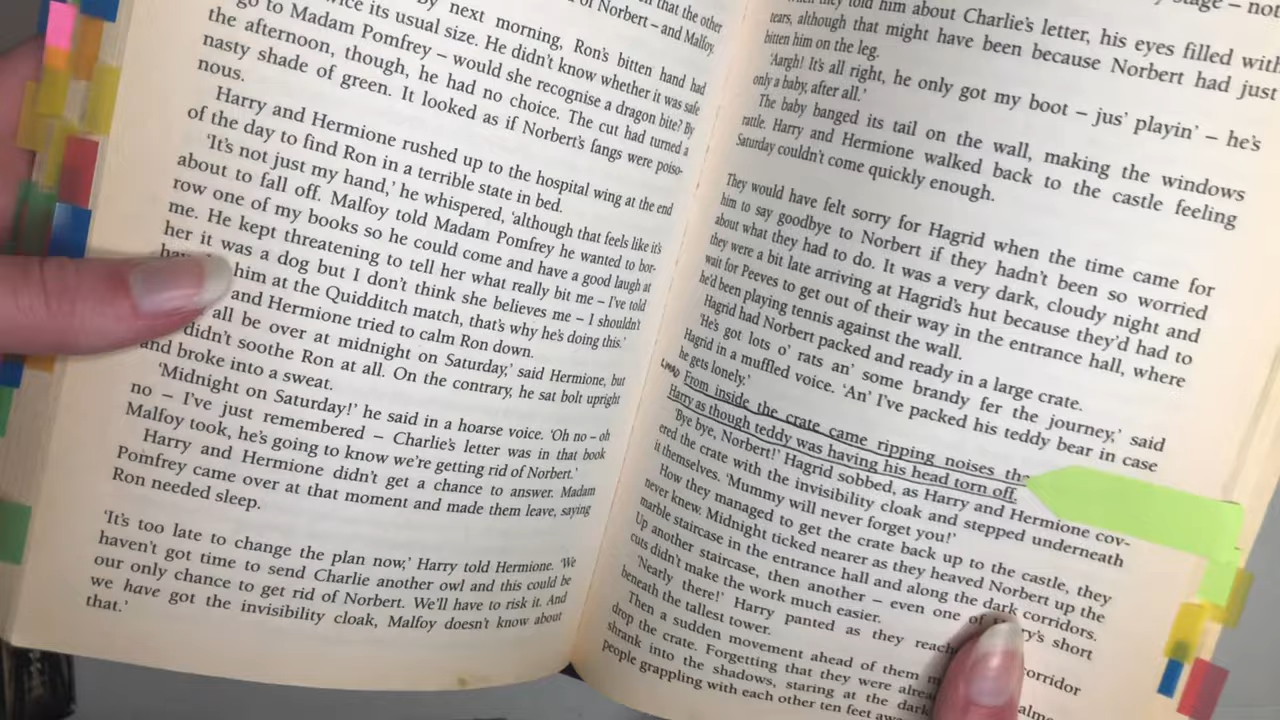 that the other
of Norbert – and Malfoy
by next morning, Ron's bitten hand had
twice its usual size. He didn't know whether it was safe
go to Madam Pomfrey – would she recognise a dragon bite? By
the afternoon, though, he had no choice. The cut had turned a
nasty shade of green. It looked as if Norbert's fangs were poiso-
nous.
Harry and Hermione rushed up to the hospital wing at the end
of the day to find Ron in a terrible state in bed.
'It's not just my hand,' he whispered, 'although that feels like it's
about to fall off. Malfoy told Madam Pomfrey he wanted to bor-
row one of my books so he could come and have a good laugh at
me. He kept threatening to tell her what really bit me – I've told
her it was a dog but I don't think she believes me – I shouldn't
him at the Quidditch match, that's why he's doing this.'
and Hermione tried to calm Ron down.
all be over at midnight on Saturday,' said Hermione, but
didn't soothe Ron at all. On the contrary, he sat bolt upright
and broke into a sweat.
'Midnight on Saturday!' he said in a hoarse voice. 'Oh no – oh
no – I've just remembered – Charlie's letter was in that book
Malfoy took, he's going to know we're getting rid of Norbert.'
Harry and Hermione didn't get a chance to answer. Madam
Pomfrey came over at that moment and made them leave, saying
Ron needed sleep.
'It's too late to change the plan now,' Harry told Hermione. 'We
haven't got time to send Charlie another owl and this could be
our only chance to get rid of Norbert. We'll have to risk it. And
we have got the invisibility cloak, Malfoy doesn't know about
that.'
stage – not
they told him about Charlie's letter, his eyes filled with
tears, although that might have been because Norbert had just
bitten him on the leg.
'Aargh! It's all right, he only got my boot – jus' playin' – he's
only a baby, after all.'
The baby banged its tail on the wall, making the windows
rattle. Harry and Hermione walked back to the castle feeling
Saturday couldn't come quickly enough.
They would have felt sorry for Hagrid when the time came for
him to say goodbye to Norbert if they hadn't been so worried
about what they had to do. It was a very dark, cloudy night and
they were a bit late arriving at Hagrid's hut because they'd had to
wait for Peeves to get out of their way in the entrance hall, where
he'd been playing tennis against the wall.
Hagrid had Norbert packed and ready in a large crate.
'He's got lots o' rats an' some brandy fer the journey,' said
Hagrid in a muffled voice. 'An' I've packed his teddy bear in case
he gets lonely.'
From inside the crate came ripping noises
Harry as though teddy was having his head torn off.
'Bye bye, Norbert!' Hagrid sobbed, as Harry and Hermione cov-
ered the crate with the invisibility cloak and stepped underneath
it themselves. 'Mummy will never forget you!'
How they managed to get the crate back up to the castle, they
never knew. Midnight ticked nearer as they heaved Norbert up the
marble staircase in the entrance hall and along the dark corridors.
Up another staircase, then another – even one of Harry's short
cuts didn't make the work much easier.
'Nearly there!' Harry panted as they corridor
beneath the tallest tower.
Then a sudden movement ahead of them
drop the crate. Forgetting that they were
shrank into the shadows, staring at the dark
people grappling with each other ten feet